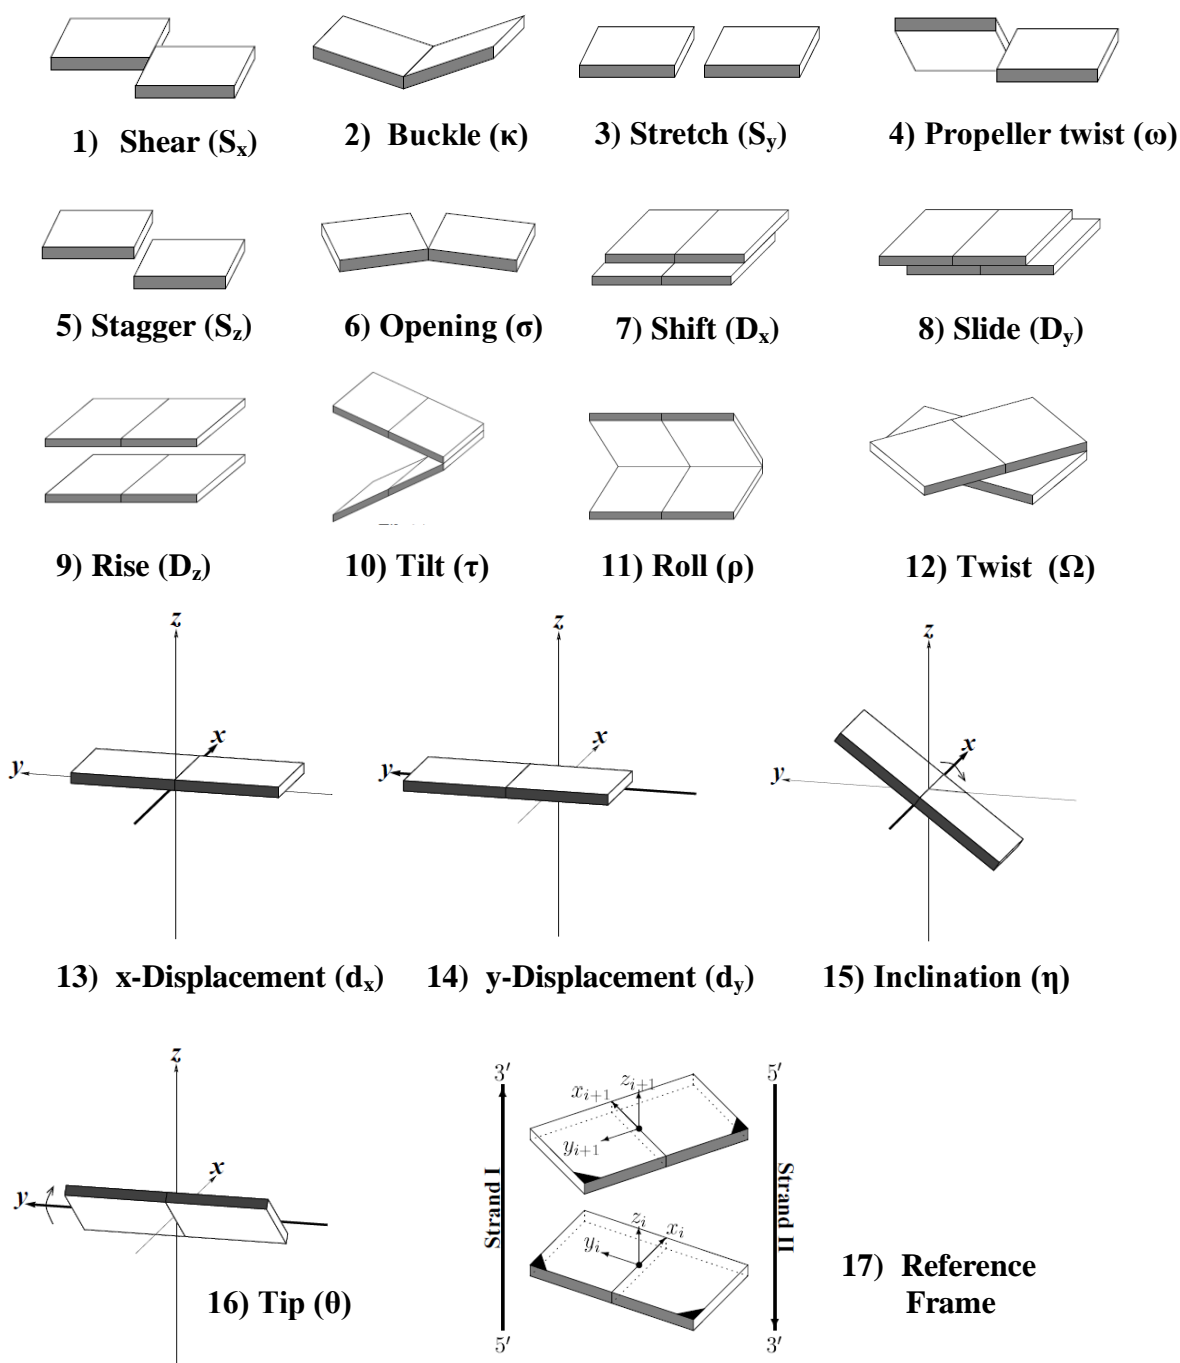 1) Shear (Sx)
2) Buckle (κ)
3) Stretch (Sy)
4) Propeller twist (ω)
5) Stagger (Sz)
6) Opening (σ)
7) Shift (Dx)
8) Slide (Dy)
9) Rise (Dz)
10) Tilt (τ)
11) Roll (ρ)
12) Twist (Ω)
z
x
y
z
x
y
z
x
y
13) x-Displacement (dx)
14) y-Displacement (dy)
15) Inclination (η)
z
x
y
16) Tip (θ)
3′
Strand I
5′
xi+1
zi+1
yi+1
zi
xi
yi
5′
Strand II
3′
17) Reference
Frame